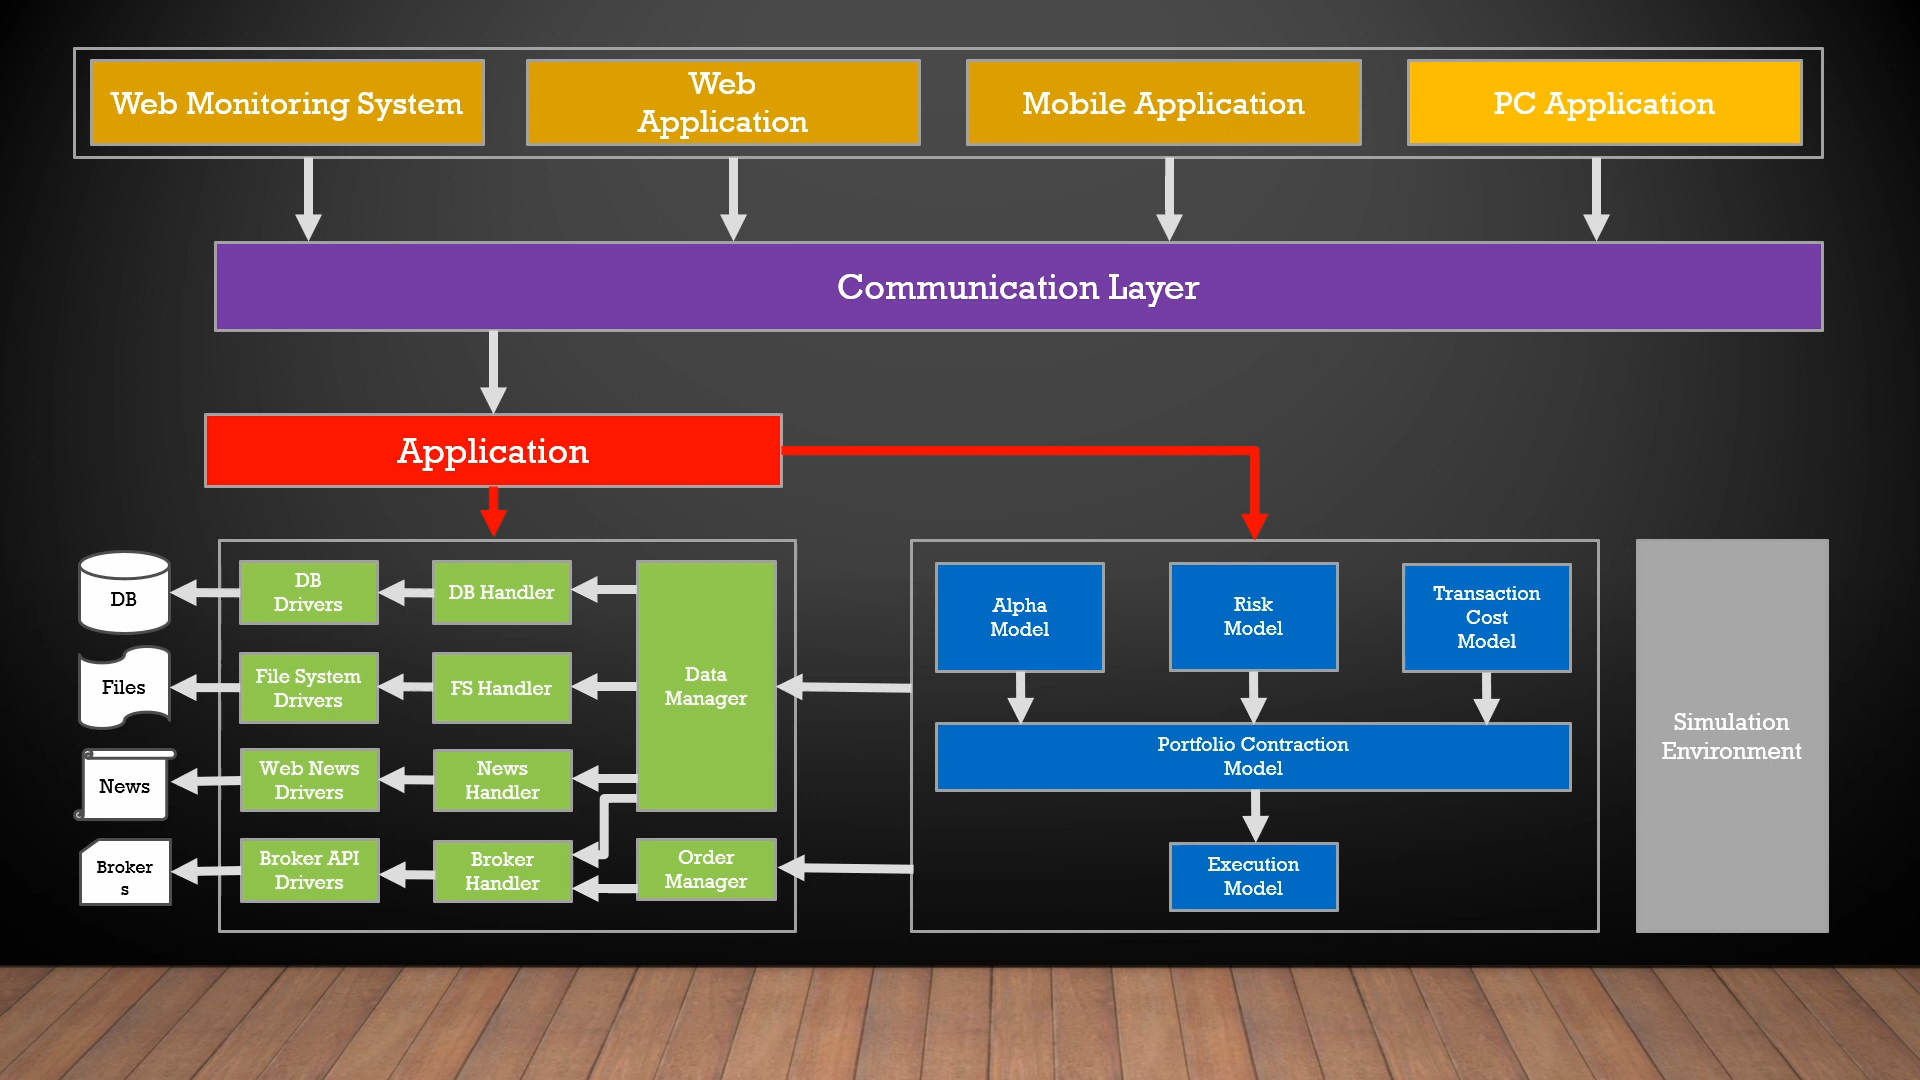 Web Monitoring System
Web
Application
Mobile Application
PC Application
Communication Layer
Application
DB
DB
Drivers
DB Handler
Data
Manager
Files
File System
Drivers
FS Handler
News
Web News
Drivers
News
Handler
Broker
s
Broker API
Drivers
Broker
Handler
Order
Manager
Alpha
Model
Risk
Model
Transaction
Cost
Model
Portfolio Contraction
Model
Execution
Model
Simulation
Environment